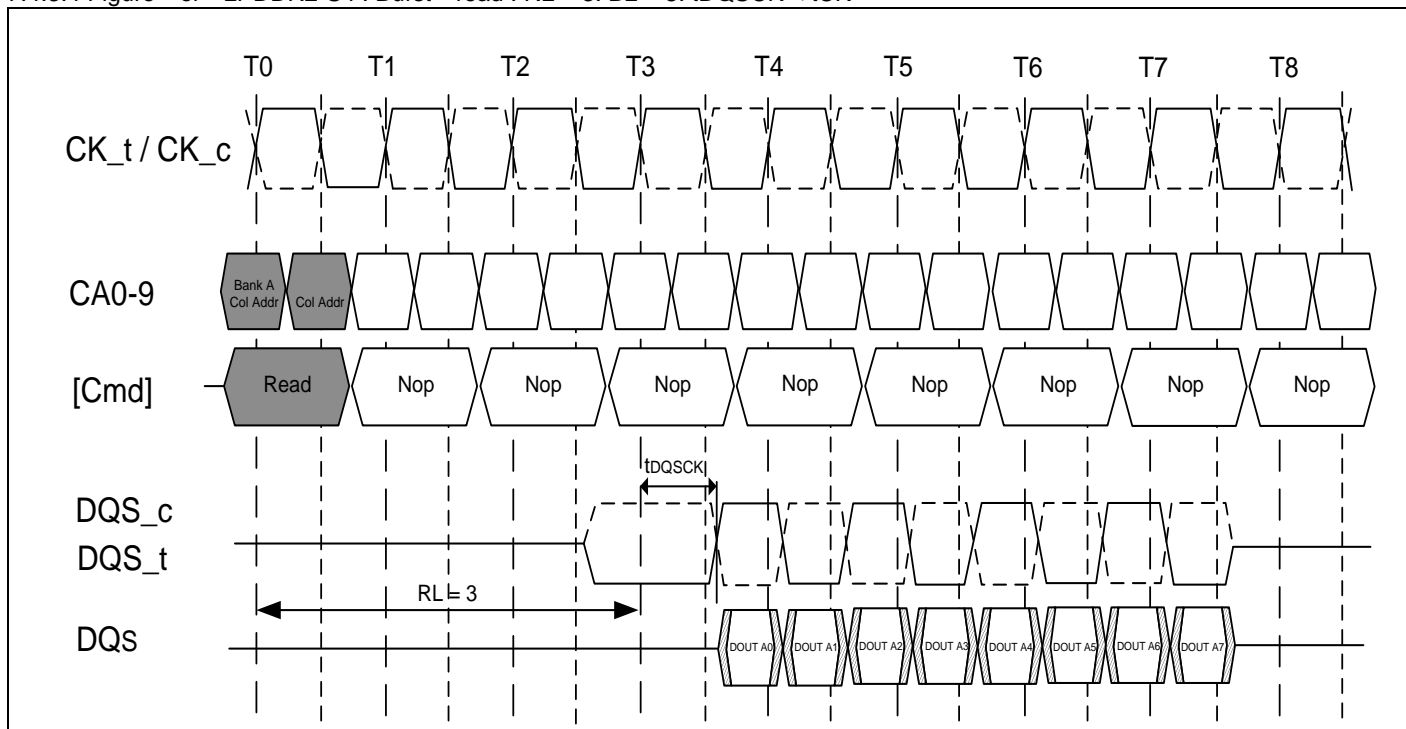 T0 T1 T2 T3 T4 T5 T6 T7 T8
CK_t / CK_c
Bank A
Col Addr
Col Addr
CA0-9
[Cmd]
Read Nop Nop Nop Nop Nop Nop Nop Nop
tDQSCK
DQS_c
DQS_t
RL = 3
DQs
DOUT A0 DOUT A1 DOUT A2 DOUT A3 DOUT A4 DOUT A5 DOUT A6 DOUT A7